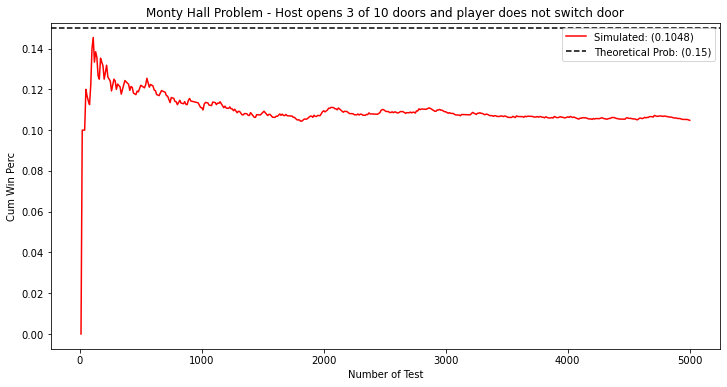 Monty Hall Problem - Host opens 3 of 10 doors and player does not switch door
Simulated: (0.1048)
Theoretical Prob: (0.15)
0.14
0.12
0.10
0.08
0.06
0.04
0.02
0.00
Cum Win Perc
0 1000 2000 3000 4000 5000
Number of Test